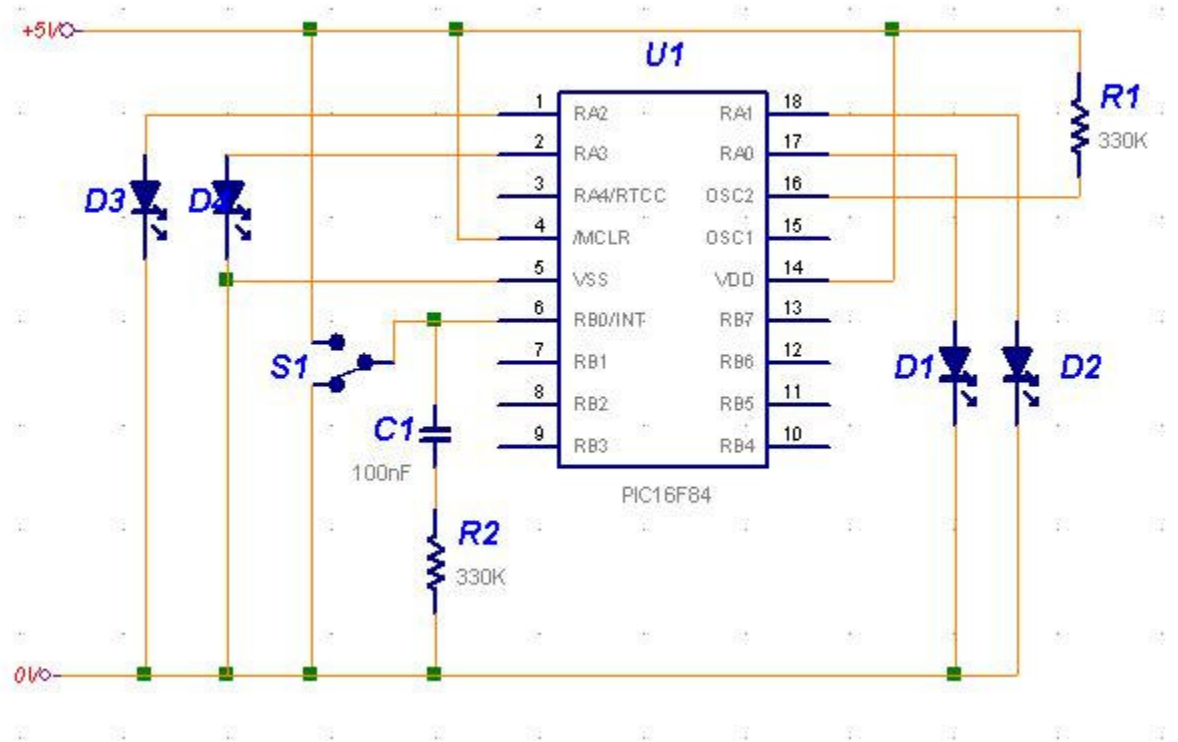 +5V
U1
R1
330K
1 RA2 RA1 18
2 RA3 RA0 17
3 RA4/RTCC OSC2 16
4 /MCLR OSC1 15
5 VSS VDD 14
6 RB0/INT RB7 13
7 RB1 RB6 12
8 RB2 RB5 11
9 RB3 RB4 10
D3 D4
S1
D1 D2
C1
100nF
PIC16F84
R2
330K
0V